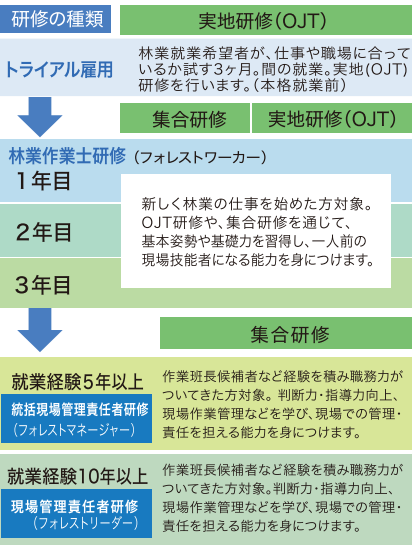 研修の種類
実地研修(OJT)
トライアル雇用
林業就業希望者が、仕事や職場に合って
いるか試す3ヶ月。間の就業。実地(OJT)
研修を行います。(本格就業前)
集合研修
実地研修(OJT)
林業作業士研修(フォレストワーカー)
1年目
2年目
3年目
新しく林業の仕事を始めた方対象。
OJT研修や、集合研修を通じて、
基本姿勢や基礎力を習得し、一人前の
現場技能者になる能力を身につけます。
集合研修
就業経験5年以上
統括現場管理責任者研修
(フォレストマネージャー)
作業班長候補者など経験を積み職務力が
ついてきた方対象。 判断力・指導力向上、
現場作業管理などを学び、現場での管理・
責任を担える能力を身につけます。
就業経験10年以上
現場管理責任者研修
(フォレストリーダー)
作業班長候補者など経験を積み職務力が
ついてきた方対象。判断力・指導力向上、
現場作業管理などを学び、現場での管理・
責任を担える能力を身につけます。